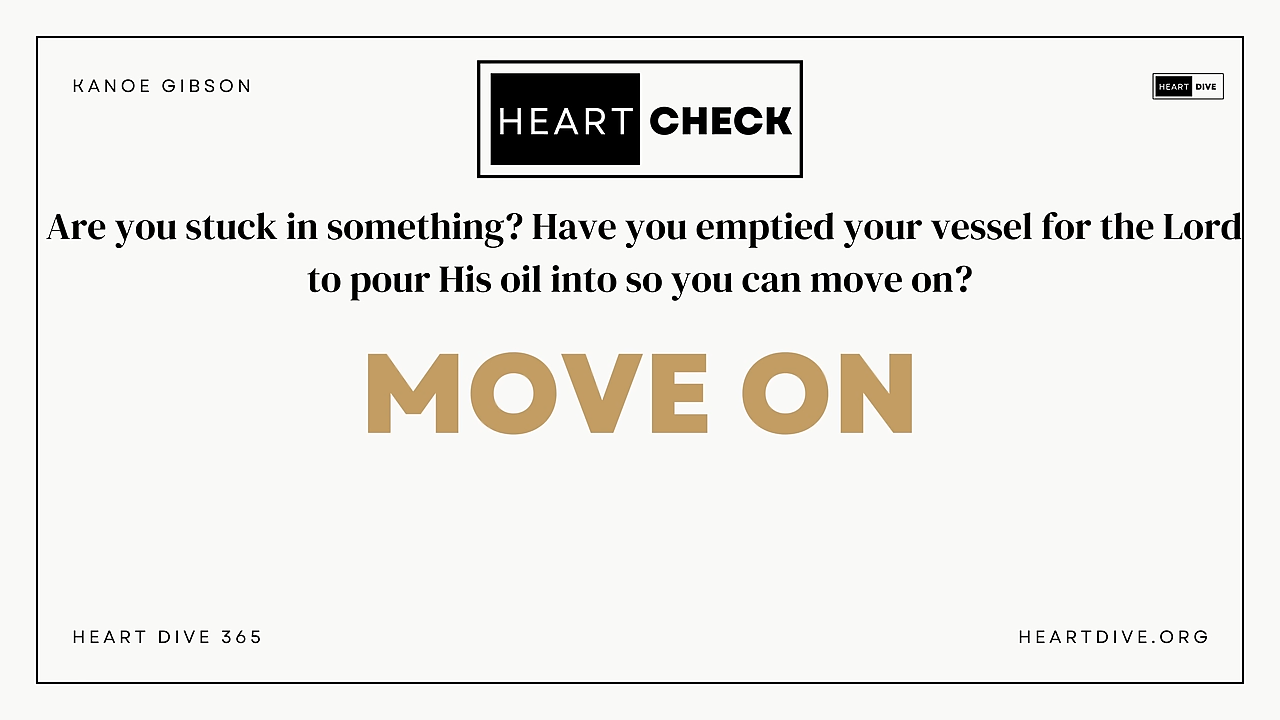 KANOE GIBSON
HEART CHECK
HEART DIVE
Are you stuck in something? Have you emptied your vessel for the Lord
to pour His oil into so you can move on?
MOVE ON
HEART DIVE 365
HEARTDIVE.ORG